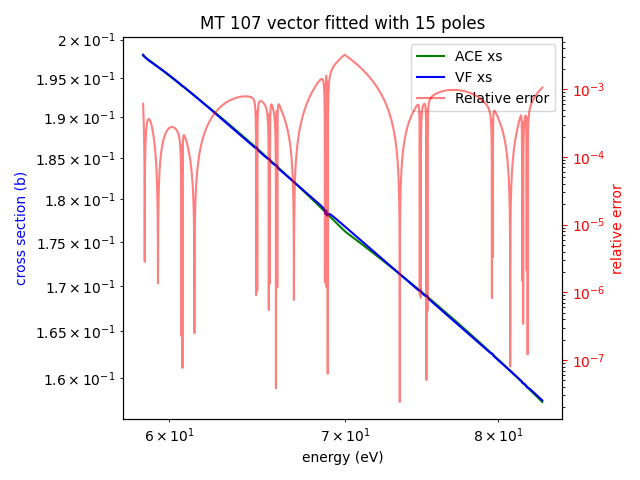 MT 107 vector fitted with 15 poles
ACE xs
VF xs
Relative error
2 × 10⁻¹
1.95 × 10⁻¹
1.9 × 10⁻¹
1.85 × 10⁻¹
1.8 × 10⁻¹
1.75 × 10⁻¹
1.7 × 10⁻¹
1.65 × 10⁻¹
1.6 × 10⁻¹
cross section (b)
10⁻³
10⁻⁴
10⁻⁵
10⁻⁶
10⁻⁷
relative error
6 × 10¹
7 × 10¹
8 × 10¹
energy (eV)